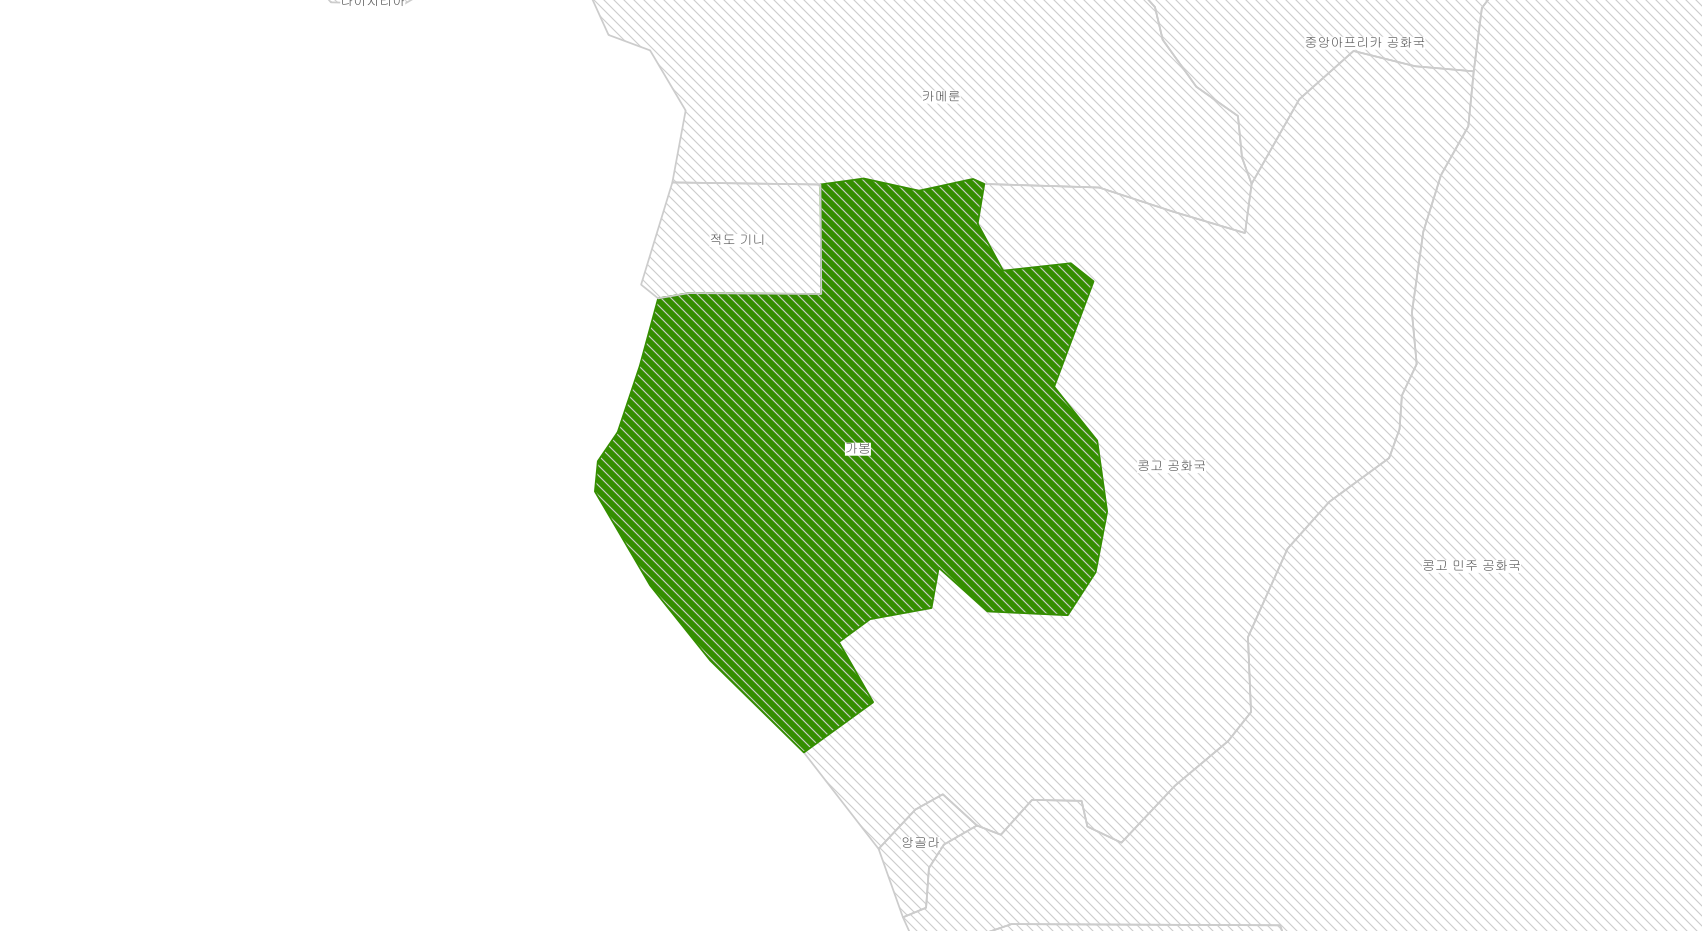 나이지리아
중앙아프리카 공화국
카메룬
적도 기니
가봉
콩고 공화국
콩고 민주 공화국
앙골라